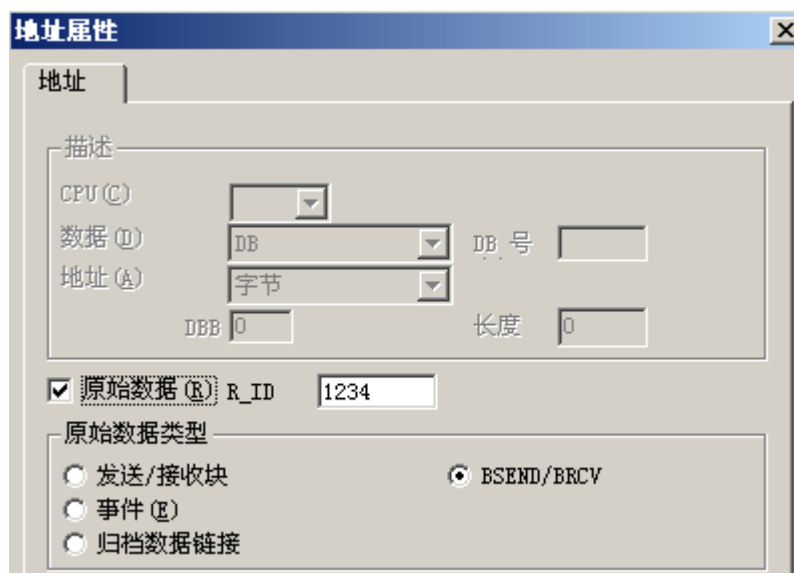 地址属性
地址
描述
CPU(C)
数据(D) DB DB 号
地址(A) 字节
DBB 0 长度 0
原始数据(R) R_ID 1234
原始数据类型
发送/接收块 BSEND/BRCV
事件(E)
归档数据链接